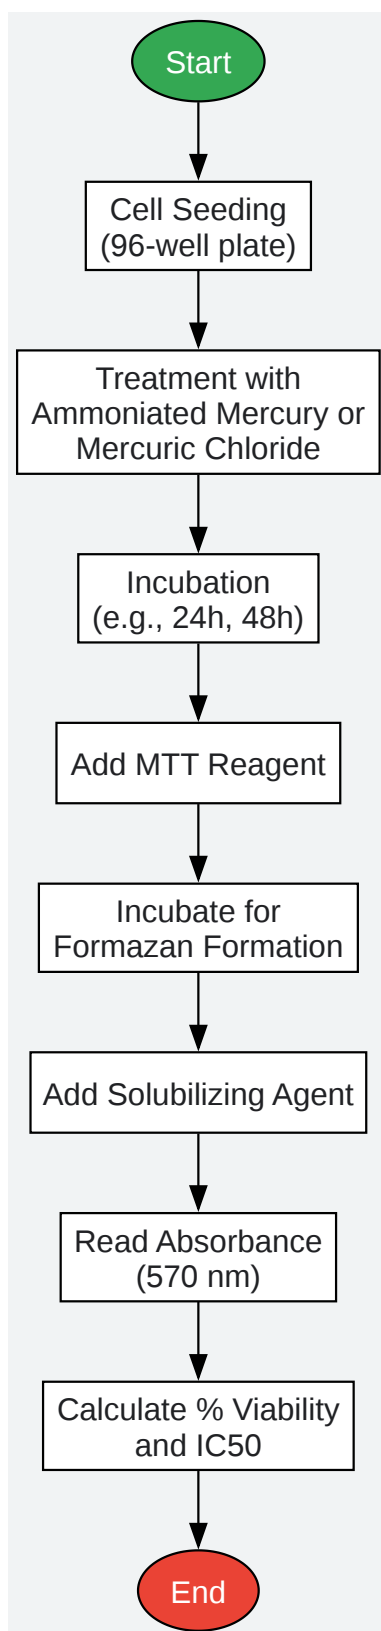 Start
Cell Seeding
(96-well plate)
Treatment with
Ammoniated Mercury or
Mercuric Chloride
Incubation
(e.g., 24h, 48h)
Add MTT Reagent
Incubate for
Formazan Formation
Add Solubilizing Agent
Read Absorbance
(570 nm)
Calculate % Viability
and IC50
End